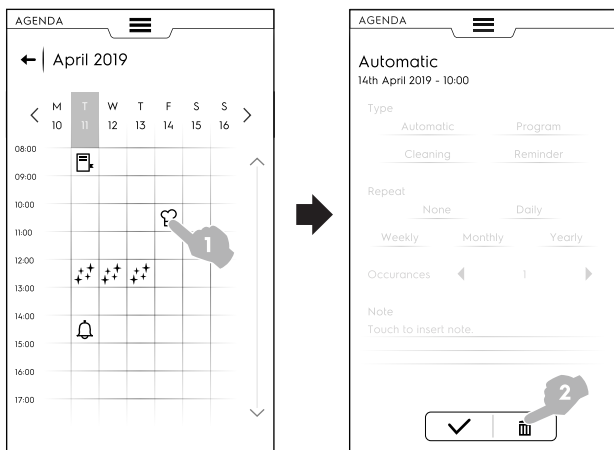 AGENDA
April 2019
M T W T F S S
10 11 12 13 14 15 16
08:00
09:00
10:00
11:00
12:00
13:00
14:00
15:00
16:00
17:00
1
AGENDA
Automatic
14th April 2019 - 10:00
Type
Automatic Program
Cleaning Reminder
Repeat
None Daily
Weekly Monthly Yearly
Occurances 1
Note
Touch to insert note.
2